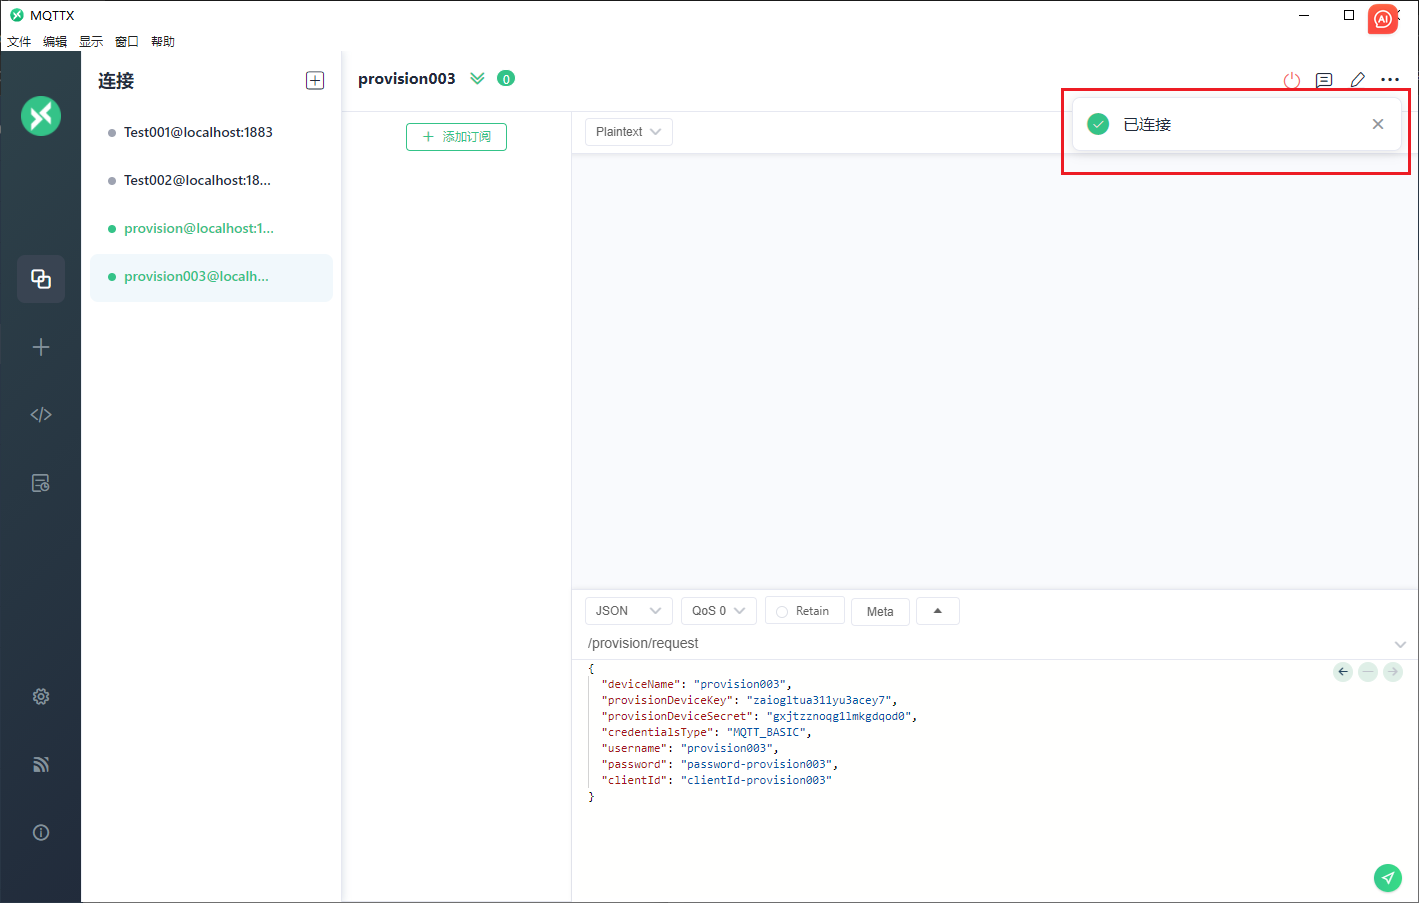 MQTTX
AI
文件 编辑 显示 窗口 帮助
连接
provision003 0
Test001@localhost:1883
Test002@localhost:18...
provision@localhost:1...
provision003@localh...
添加订阅
Plaintext
已连接
JSON QoS 0 Retain Meta
/provision/request
{
"deviceName": "provision003",
"provisionDeviceKey": "zaiogltua311yu3acey7",
"provisionDeviceSecret": "gxjtzznoqg1lmkgdqod0",
"credentialsType": "MQTT_BASIC",
"username": "provision003",
"password": "password-provision003",
"clientId": "clientId-provision003"
}